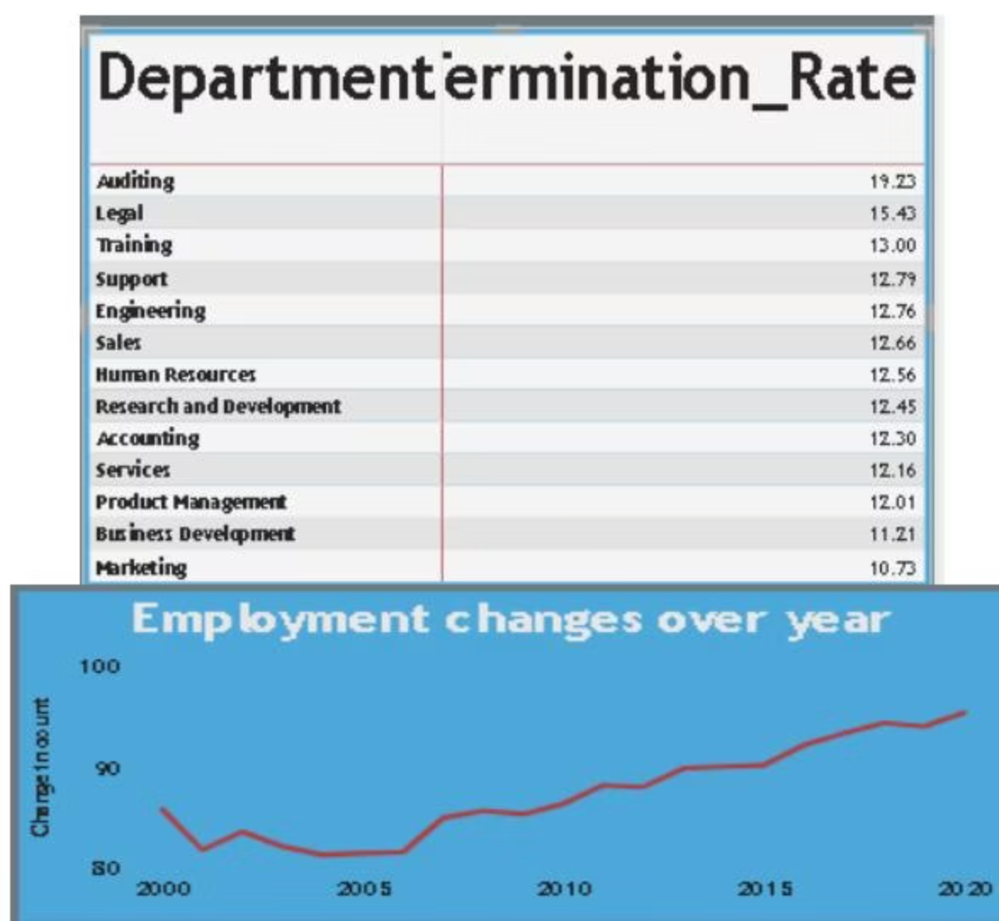 Department Termination_Rate
Auditing 19.23
Legal 15.43
Training 13.00
Support 12.79
Engineering 12.76
Sales 12.66
Human Resources 12.56
Research and Development 12.45
Accounting 12.30
Services 12.16
Product Management 12.01
Business Development 11.21
Marketing 10.73
Employment changes over year
Change in count
100
90
80
2000 2005 2010 2015 2020